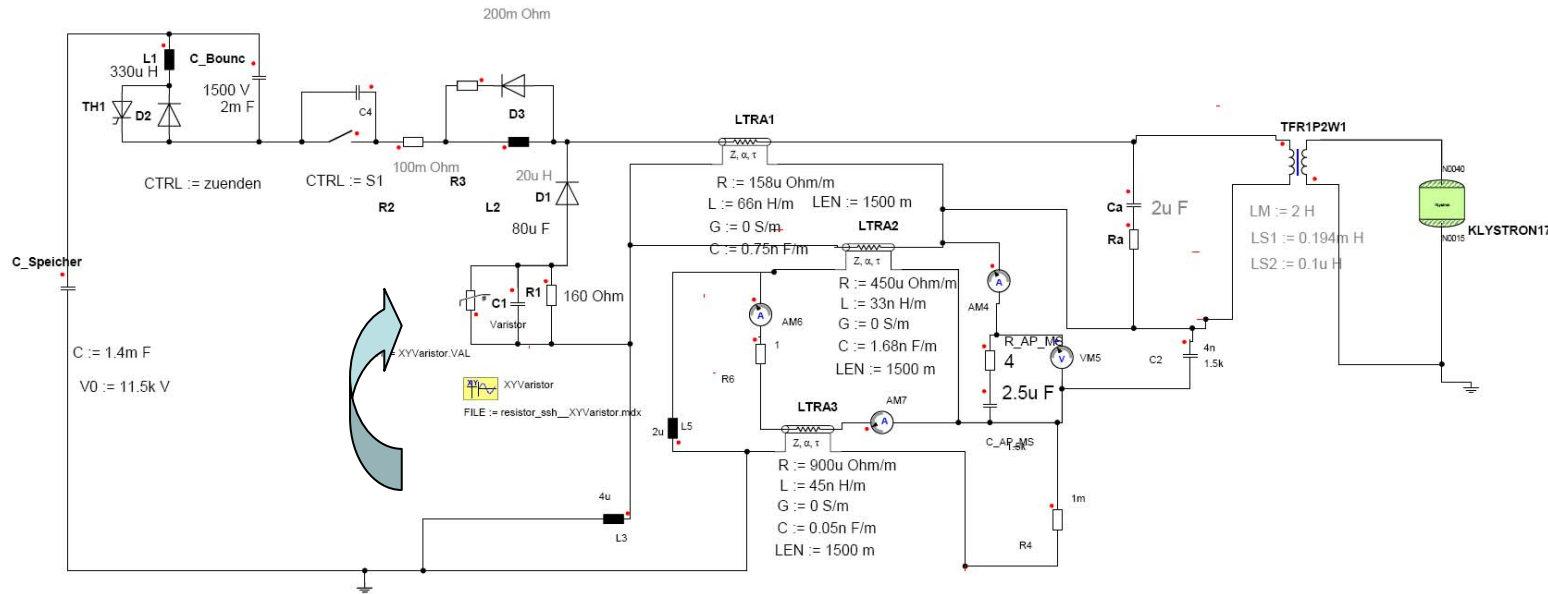 200m Ohm
L1
330u H
C_Bounc
1500 V
2m F
TH1
D2
C4
D3
CTRL := zuenden
CTRL := S1
100m Ohm
R2
R3
20u H
L2
D1
80u F
LTRA1
Z, α, τ
R := 158u Ohm/m
L := 66n H/m
G := 0 S/m
C := 0.75n F/m
LEN := 1500 m
LTRA2
Z, α, τ
R := 450u Ohm/m
L := 33n H/m
G := 0 S/m
C := 1.68n F/m
LEN := 1500 m
TFR1P2W1
LM := 2 H
LS1 := 0.194m H
LS2 := 0.1u H
N0040
N0015
KLYSTRON17
Ca
2u F
Ra
C_Speicher
C := 1.4m F
V0 := 11.5k V
C1
R1
160 Ohm
Varistor
= XYVaristor.VAL
XY
XYVaristor
FILE := resistor_ssh__XYVaristor.mdx
A
AM6
1
R6
A
AM4
R_AP_MS
4
V
VM5
2.5u F
C_AP_MS
C2
4n
1.5k
LTRA3
Z, α, τ
A
AM7
R := 900u Ohm/m
L := 45n H/m
G := 0 S/m
C := 0.05n F/m
LEN := 1500 m
2u
L5
4u
L3
1m
R4